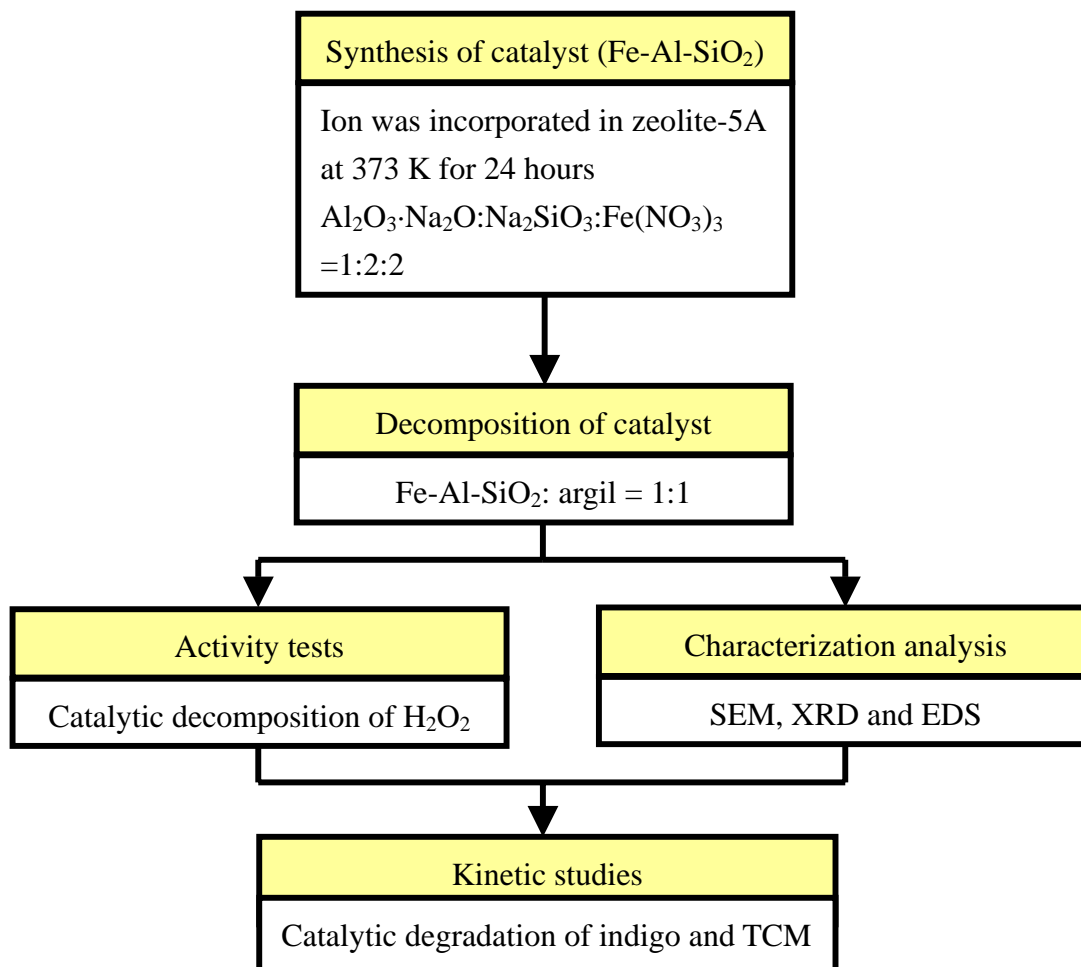 Synthesis of catalyst (Fe-Al-SiO₂)
Ion was incorporated in zeolite-5A
at 373 K for 24 hours
Al₂O₃·Na₂O:Na₂SiO₃:Fe(NO₃)₃
=1:2:2
Decomposition of catalyst
Fe-Al-SiO₂: argil = 1:1
Activity tests
Catalytic decomposition of H₂O₂
Characterization analysis
SEM, XRD and EDS
Kinetic studies
Catalytic degradation of indigo and TCM